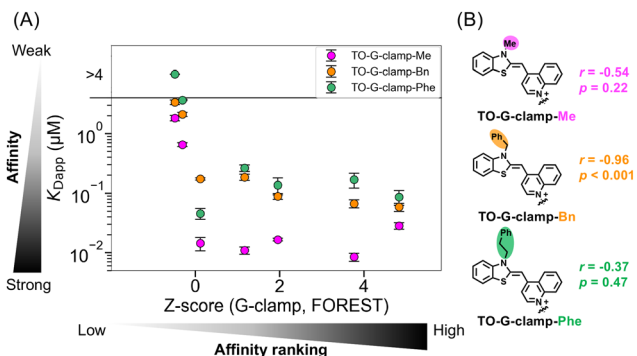 (A)
Weak
Affinity
Strong
>4
10⁰
10⁻¹
10⁻²
K_Dapp (μM)
TO-G-clamp-Me
TO-G-clamp-Bn
TO-G-clamp-Phe
0
2
4
Z-score (G-clamp, FOREST)
Low
High
Affinity ranking
(B)
Me
N
S
N+
r = -0.54
p = 0.22
TO-G-clamp-Me
Ph
N
S
N+
r = -0.96
p < 0.001
TO-G-clamp-Bn
Ph
N
S
N+
r = -0.37
p = 0.47
TO-G-clamp-Phe